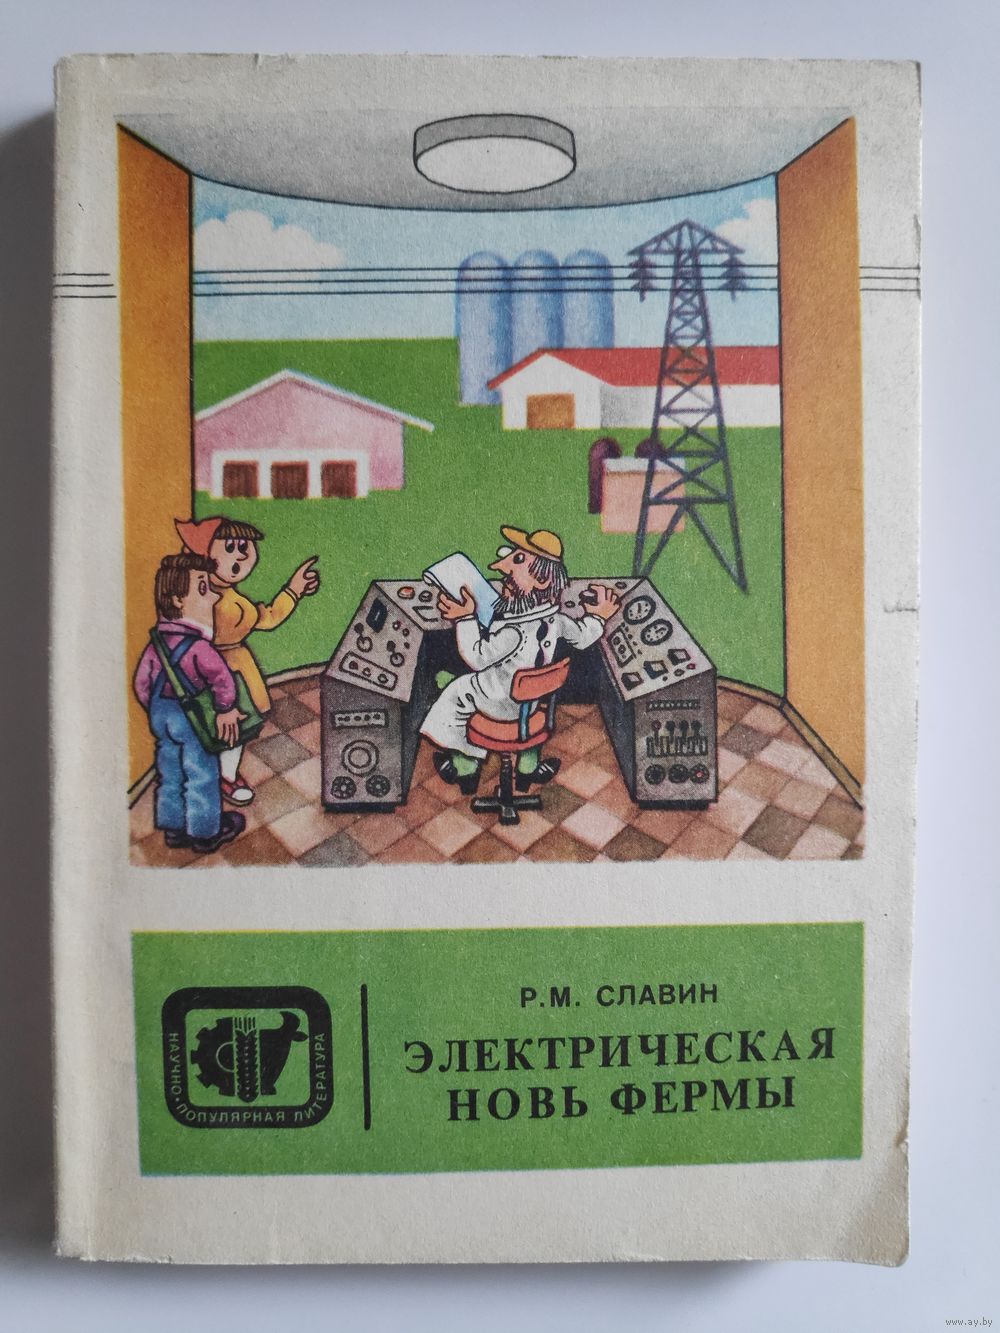 Р.М. СЛАВИН
ЭЛЕКТРИЧЕСКАЯ
НОВЬ ФЕРМЫ
НАУЧНО-ПОПУЛЯРНАЯ ЛИТЕРАТУРА
www.ay.by